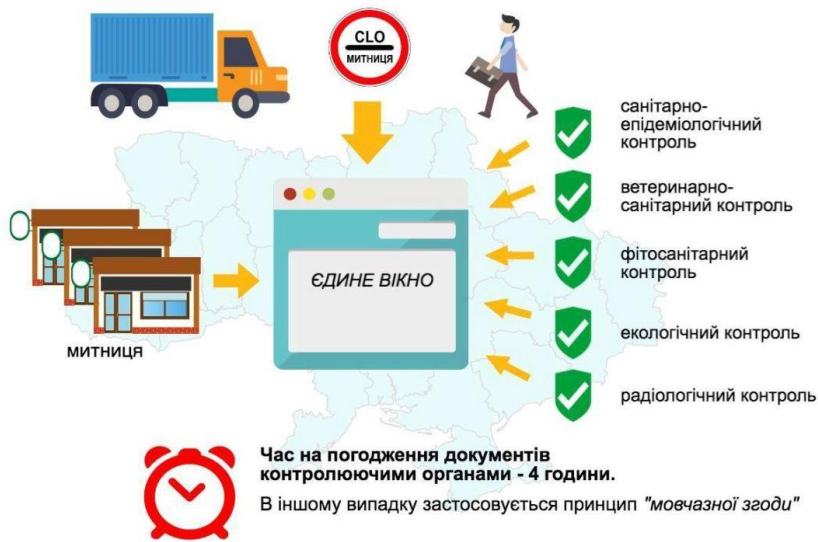 CLO
МИТНИЦЯ
санітарно-
епідеміологічний
контроль
ветеринарно-
санітарний контроль
фітосанітарний
контроль
ЄДИНЕ ВІКНО
екологічний контроль
МИТНИЦЯ
радіологічний контроль
Час на погодження документів
контролюючими органами - 4 години.
В іншому випадку застосовується принцип "мовчазної згоди"